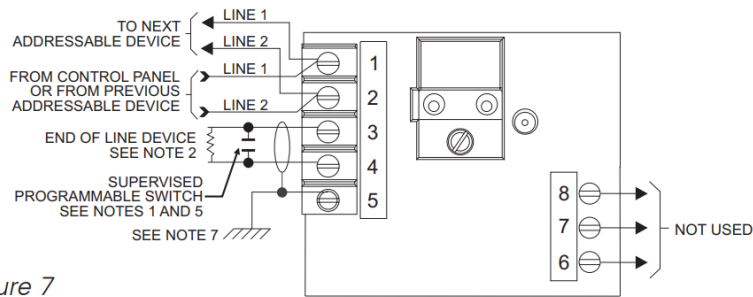 TO NEXT
ADDRESSABLE DEVICE
LINE 1
LINE 2
FROM CONTROL PANEL
OR FROM PREVIOUS
ADDRESSABLE DEVICE
LINE 1
LINE 2
END OF LINE DEVICE
SEE NOTE 2
SUPERVISED
PROGRAMMABLE SWITCH
SEE NOTES 1 AND 5
SEE NOTE 7
1
2
3
4
5
8
7
6
NOT USED
ure 7